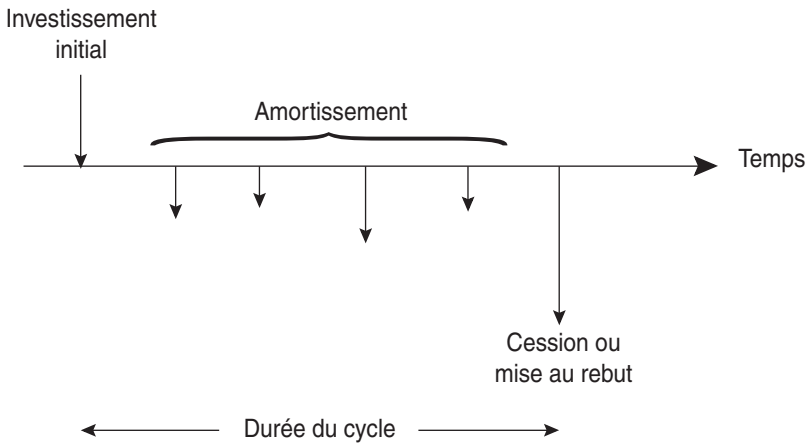 Investissement
initial
Amortissement
Temps
Cession ou
mise au rebut
Durée du cycle